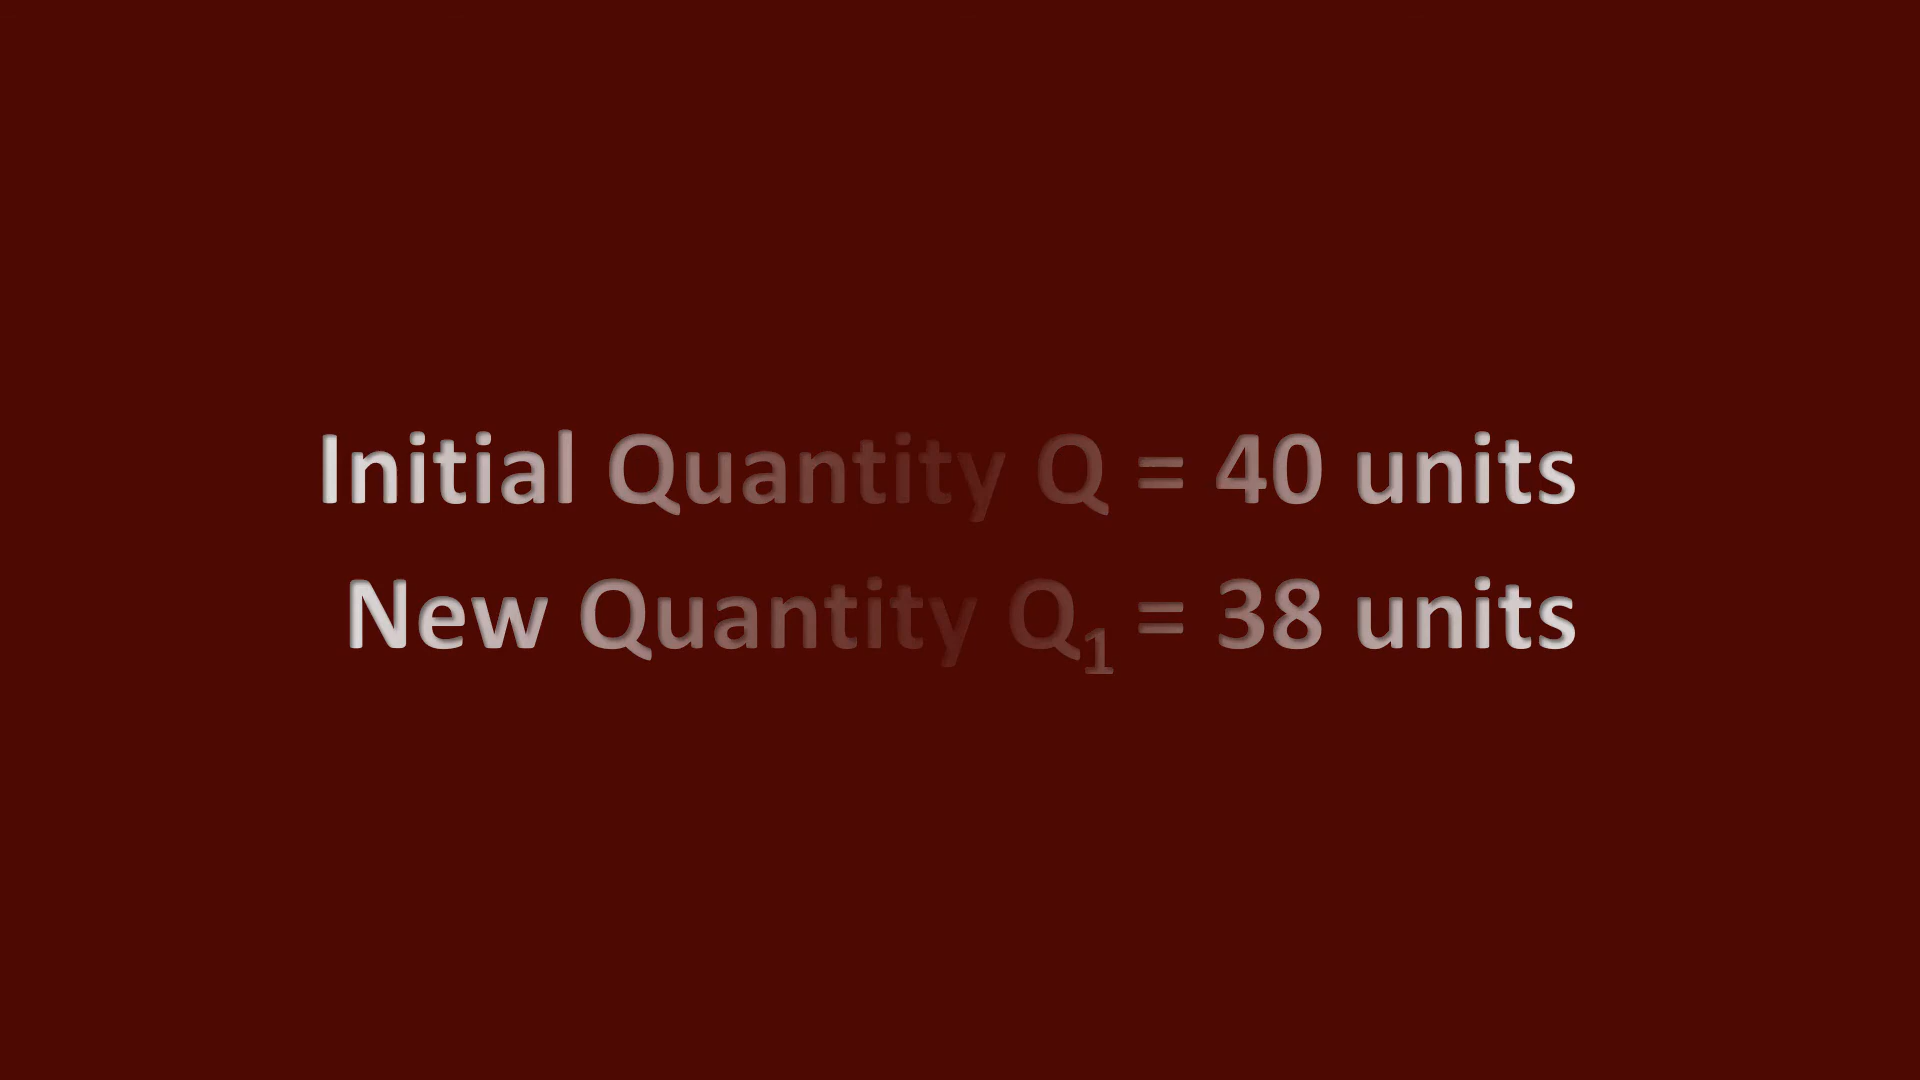 Initial Quantity Q = 40 units
New Quantity Q₁ = 38 units